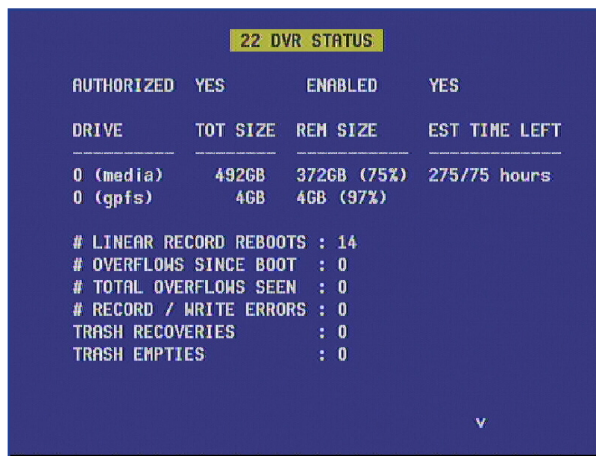 22 DVR STATUS
AUTHORIZED YES ENABLED YES
DRIVE TOT SIZE REM SIZE EST TIME LEFT
---------- -------- ----------- -------------
0 (media) 492GB 372GB (75%) 275/75 hours
0 (gpfs) 4GB 4GB (97%)
# LINEAR RECORD REBOOTS : 14
# OVERFLOWS SINCE BOOT : 0
# TOTAL OVERFLOWS SEEN : 0
# RECORD / WRITE ERRORS : 0
TRASH RECOVERIES : 0
TRASH EMPTIES : 0
v